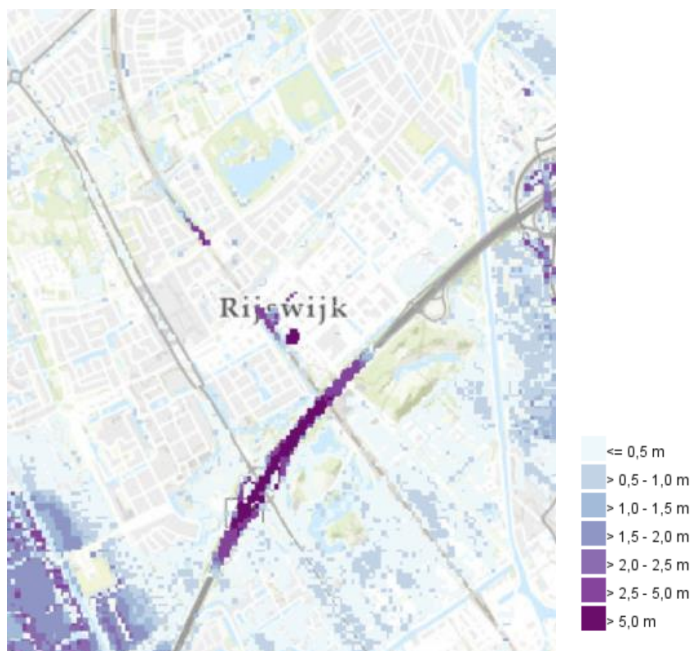 Rijswijk
<= 0,5 m
> 0,5 - 1,0 m
> 1,0 - 1,5 m
> 1,5 - 2,0 m
> 2,0 - 2,5 m
> 2,5 - 5,0 m
> 5,0 m